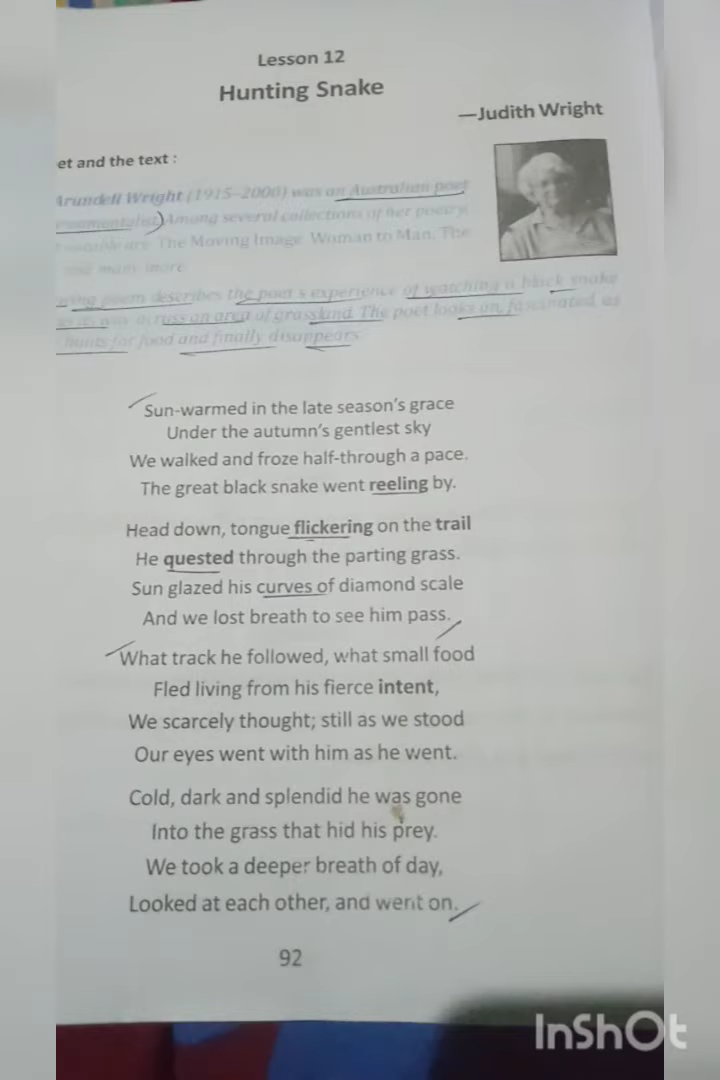 Lesson 12
Hunting Snake
—Judith Wright
et and the text :
Arundell Wright (1915–2000) was an Australian poet
Among several collections of her poetry,
are The Moving Image, Woman to Man, The
and many more
poem describes the poet's experience of watching a black snake
its way across an area of grassland. The poet looks on, fascinated as
hunts for food and finally disappears.
Sun-warmed in the late season's grace
Under the autumn's gentlest sky
We walked and froze half-through a pace.
The great black snake went reeling by.
Head down, tongue flickering on the trail
He quested through the parting grass.
Sun glazed his curves of diamond scale
And we lost breath to see him pass.
What track he followed, what small food
Fled living from his fierce intent,
We scarcely thought; still as we stood
Our eyes went with him as he went.
Cold, dark and splendid he was gone
Into the grass that hid his prey.
We took a deeper breath of day,
Looked at each other, and went on.
92
InShOt